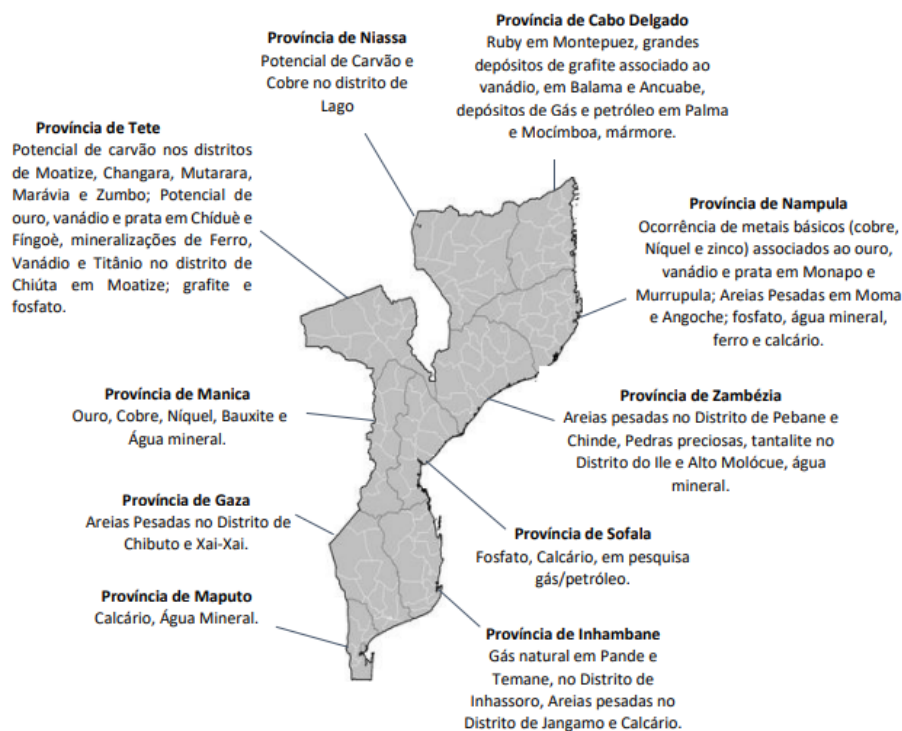 Província de Cabo Delgado
Ruby em Montepuez, grandes
depósitos de grafite associado ao
vanádio, em Balama e Ancuabe,
depósitos de Gás e petróleo em Palma
e Mocímboa, mármore.
Província de Niassa
Potencial de Carvão e
Cobre no distrito de
Lago
Província de Tete
Potencial de carvão nos distritos
de Moatize, Changara, Mutarara,
Marávia e Zumbo; Potencial de
ouro, vanádio e prata em Chíduè e
Fíngoè, mineralizações de Ferro,
Vanádio e Titânio no distrito de
Chiúta em Moatize; grafite e
fosfato.
Província de Nampula
Ocorrência de metais básicos (cobre,
Níquel e zinco) associados ao ouro,
vanádio e prata em Monapo e
Murrupula; Areias Pesadas em Moma
e Angoche; fosfato, água mineral,
ferro e calcário.
Província de Manica
Ouro, Cobre, Níquel, Bauxite e
Água mineral.
Província de Zambézia
Areias pesadas no Distrito de Pebane e
Chinde, Pedras preciosas, tantalite no
Distrito do Ile e Alto Molócue, água
mineral.
Província de Gaza
Areias Pesadas no Distrito de
Chibuto e Xai-Xai.
Província de Sofala
Fosfato, Calcário, em pesquisa
gás/petróleo.
Província de Maputo
Calcário, Água Mineral.
Província de Inhambane
Gás natural em Pande e
Temane, no Distrito de
Inhassoro, Areias pesadas no
Distrito de Jangamo e Calcário.